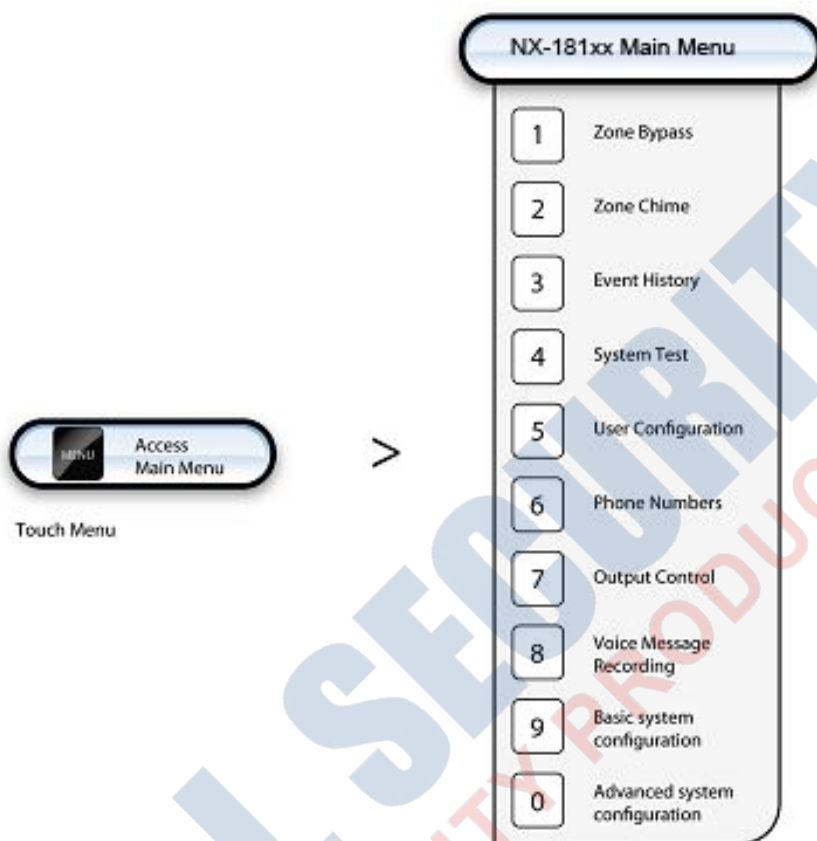 NX-181xx Main Menu
1 Zone Bypass
2 Zone Chime
3 Event History
4 System Test
MENU
Access
Main Menu
>
Touch Menu
5 User Configuration
6 Phone Numbers
7 Output Control
8 Voice Message
Recording
9 Basic system
configuration
0 Advanced system
configuration